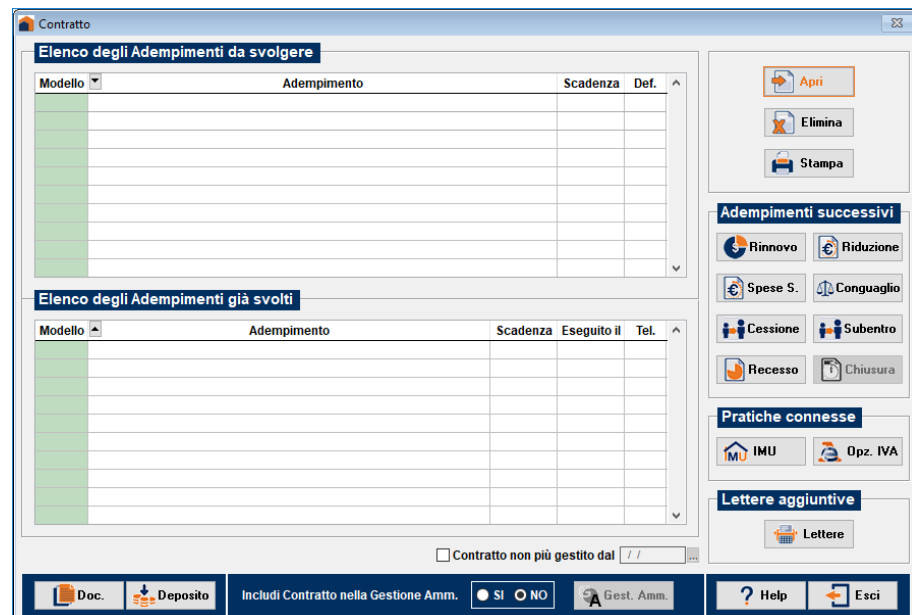 Contratto
Elenco degli Adempimenti da svolgere
Modello Adempimento Scadenza Def.
Elenco degli Adempimenti già svolti
Modello Adempimento Scadenza Eseguito il Tel.
Contratto non più gestito dal / / ...
Apri
Elimina
Stampa
Adempimenti successivi
Rinnovo Riduzione
Spese S. Conguaglio
Cessione Subentro
Recesso Chiusura
Pratiche connesse
IMU IMU Opz. IVA
Lettere aggiuntive
Lettere
Doc. Deposito Includi Contratto nella Gestione Amm. SI NO A Gest. Amm. ? Help Esci